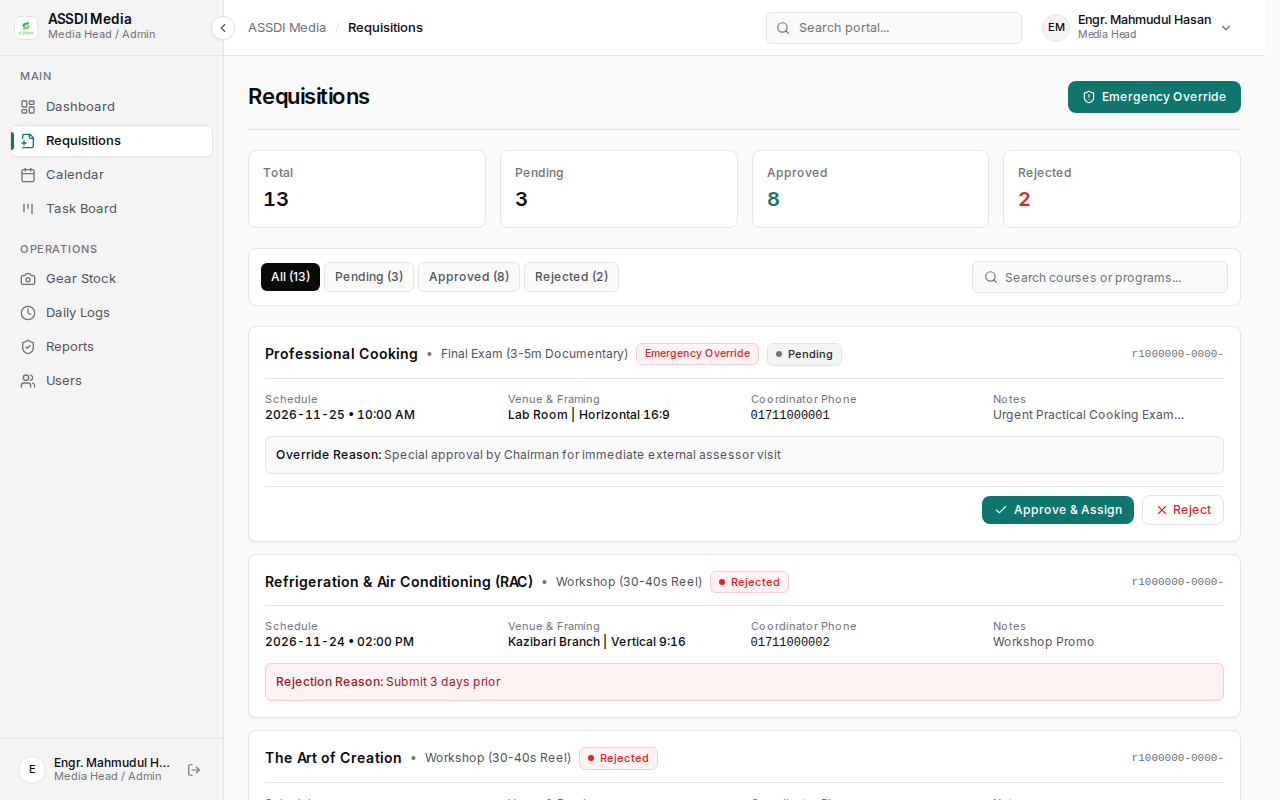 ASSDI Media
Media Head / Admin
ASSDI Media / Requisitions
Search portal...
EM
Engr. Mahmudul Hasan
Media Head
MAIN
Dashboard
Requisitions
Calendar
Task Board
OPERATIONS
Gear Stock
Daily Logs
Reports
Users
E
Engr. Mahmudul H...
Media Head / Admin
Requisitions
Emergency Override
Total
13
Pending
3
Approved
8
Rejected
2
All (13)
Pending (3)
Approved (8)
Rejected (2)
Search courses or programs...
Professional Cooking • Final Exam (3-5m Documentary) Emergency Override Pending r1000000-0000-
Schedule
2026-11-25 • 10:00 AM
Venue & Framing
Lab Room | Horizontal 16:9
Coordinator Phone
01711000001
Notes
Urgent Practical Cooking Exam...
Override Reason: Special approval by Chairman for immediate external assessor visit
Approve & Assign
Reject
Refrigeration & Air Conditioning (RAC) • Workshop (30-40s Reel) Rejected r1000000-0000-
Schedule
2026-11-24 • 02:00 PM
Venue & Framing
Kazibari Branch | Vertical 9:16
Coordinator Phone
01711000002
Notes
Workshop Promo
Rejection Reason: Submit 3 days prior
The Art of Creation • Workshop (30-40s Reel) Rejected r1000000-0000-